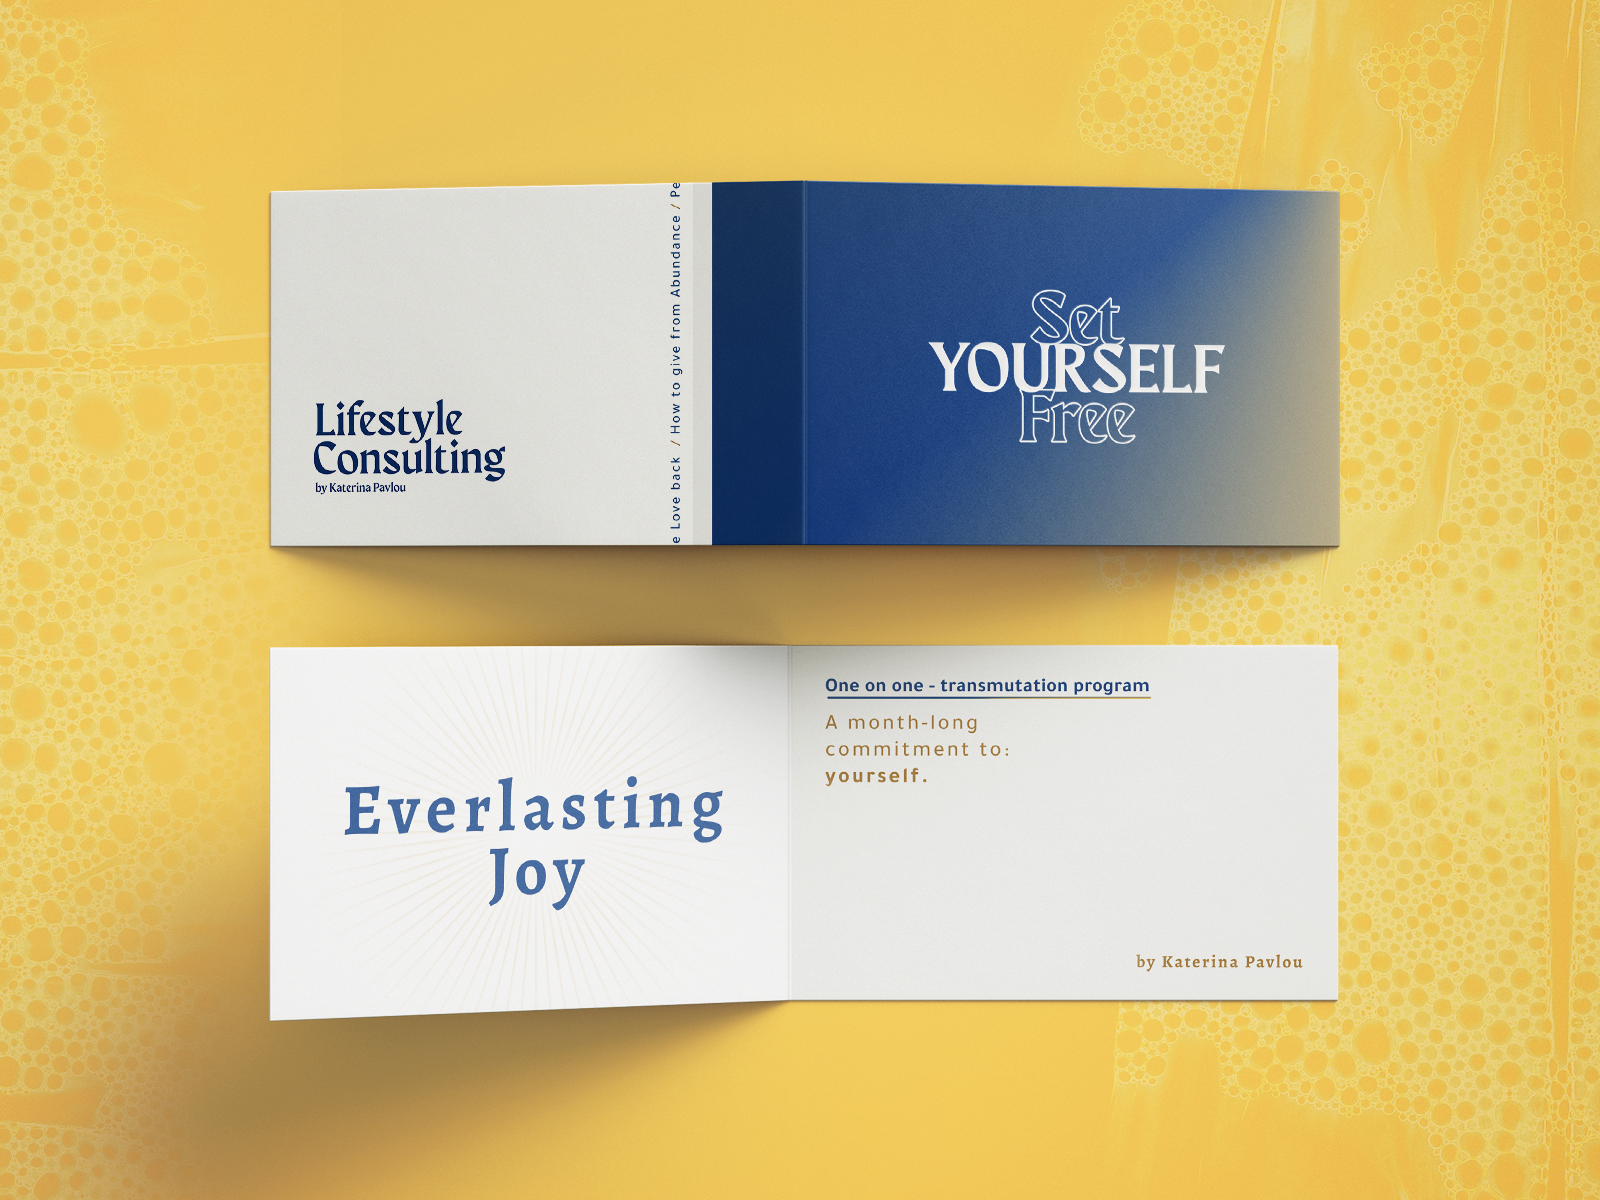 Lifestyle
Consulting
by Katerina Pavlou
Love back / How to give from Abundance /
Set
YOURSELF
Free
Everlasting
Joy
One on one - transmutation program
A month-long
commitment to:
yourself.
by Katerina Pavlou